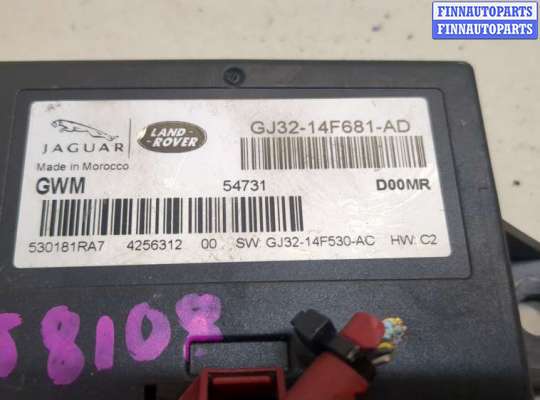 FINNAUTOPARTS
FINNAUTOPARTS
JAGUAR
LAND-
ROVER
GJ32-14F681-AD
Made in Morocco
GWM 54731 D00MR
530181RA7 4256312 00 SW: GJ32-14F530-AC HW: C2
58108